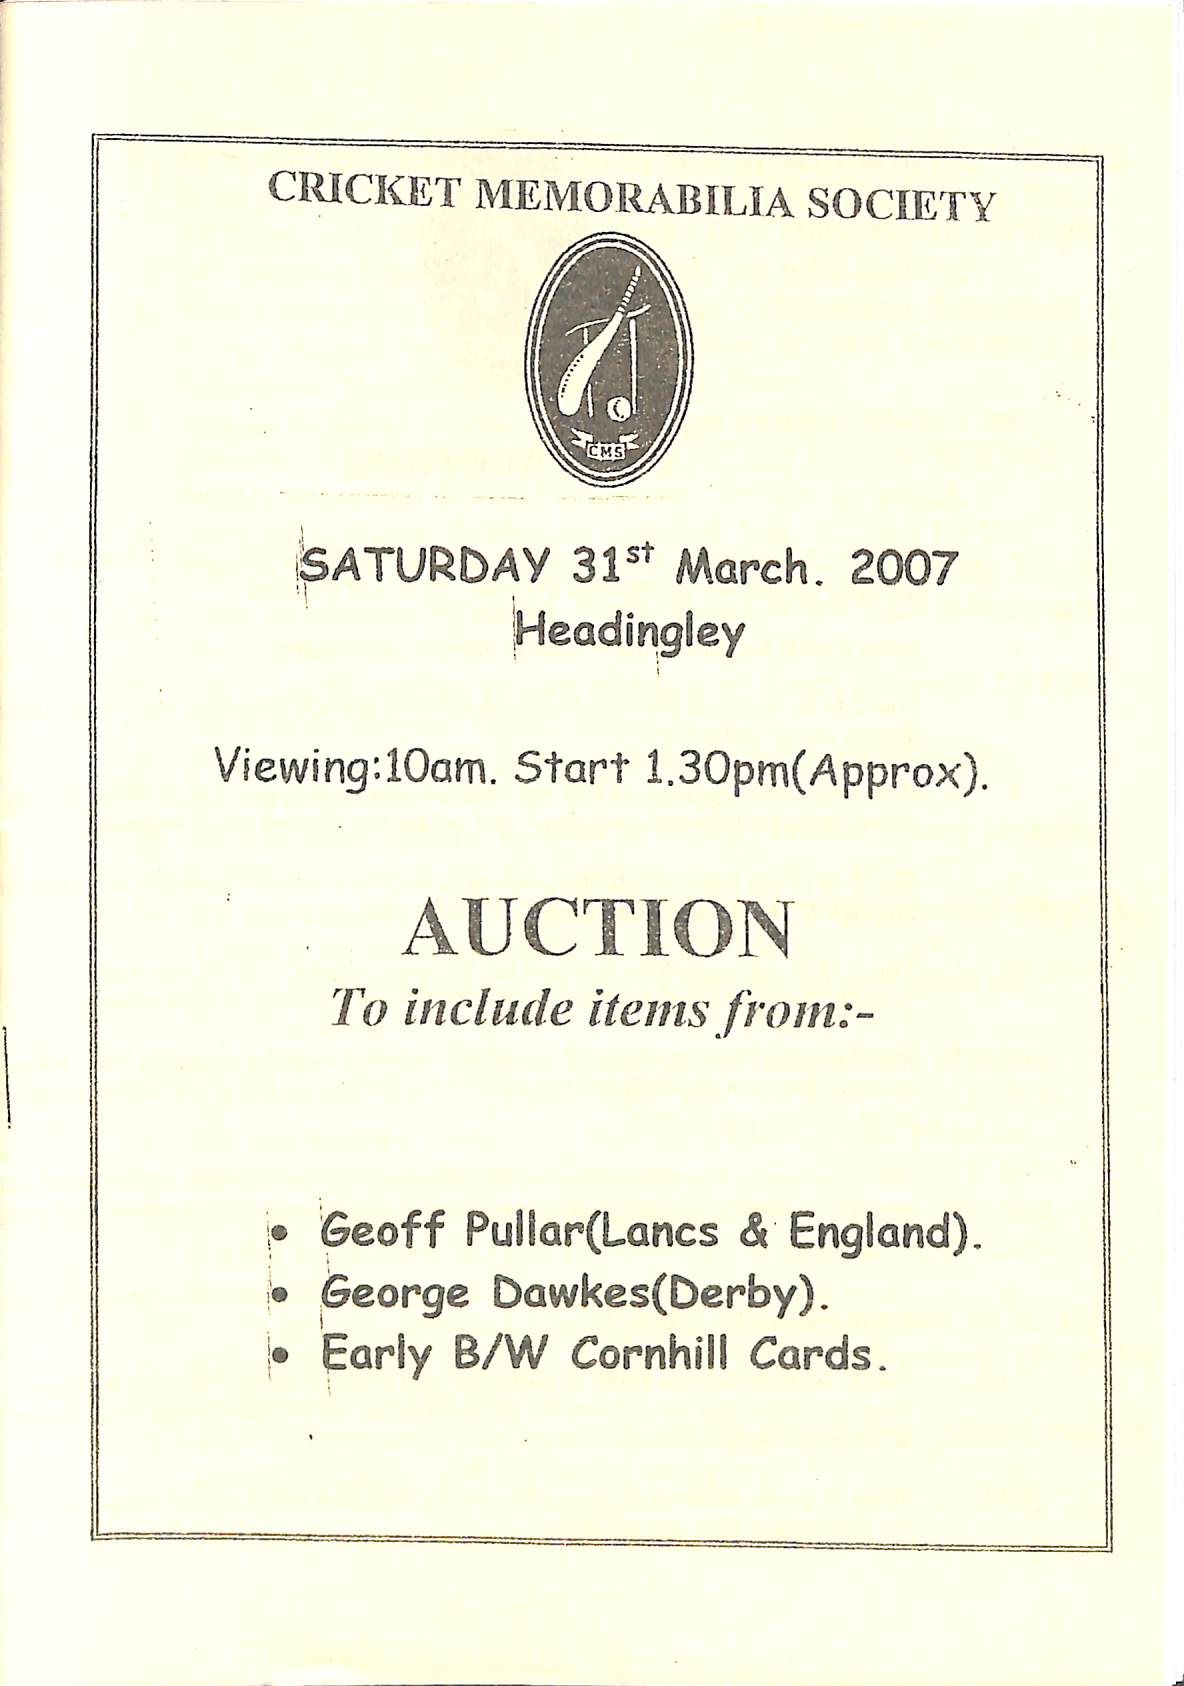 CRICKET MEMORABILIA SOCIETY
CMS
SATURDAY 31st March. 2007
Headingley
Viewing:10am. Start 1.30pm(Approx).
AUCTION
To include items from:-
• Geoff Pullar(Lancs & England).
• George Dawkes(Derby).
• Early B/W Cornhill Cards.